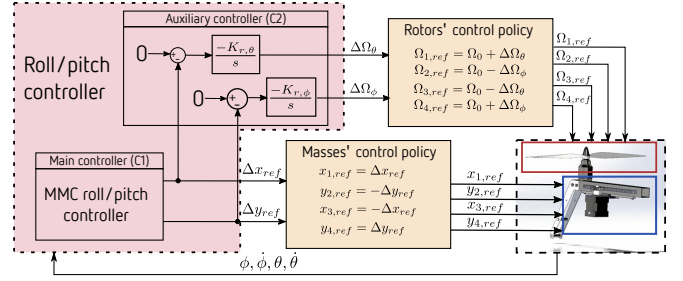 Auxiliary controller (C2)
Roll/pitch
controller
0
+
-
−K_{r,θ}
s
ΔΩ_θ
0
+
-
−K_{r,ϕ}
s
ΔΩ_ϕ
Rotors' control policy
Ω_{1,ref} = Ω_0 + ΔΩ_θ
Ω_{2,ref} = Ω_0 − ΔΩ_ϕ
Ω_{3,ref} = Ω_0 − ΔΩ_θ
Ω_{4,ref} = Ω_0 + ΔΩ_ϕ
Ω_{1,ref}
Ω_{2,ref}
Ω_{3,ref}
Ω_{4,ref}
Main controller (C1)
MMC roll/pitch
controller
Δx_{ref}
Δy_{ref}
Masses' control policy
x_{1,ref} = Δx_{ref}
y_{2,ref} = −Δy_{ref}
x_{3,ref} = −Δx_{ref}
y_{4,ref} = Δy_{ref}
x_{1,ref}
y_{2,ref}
x_{3,ref}
y_{4,ref}
ϕ, ϕ̇, θ, θ̇